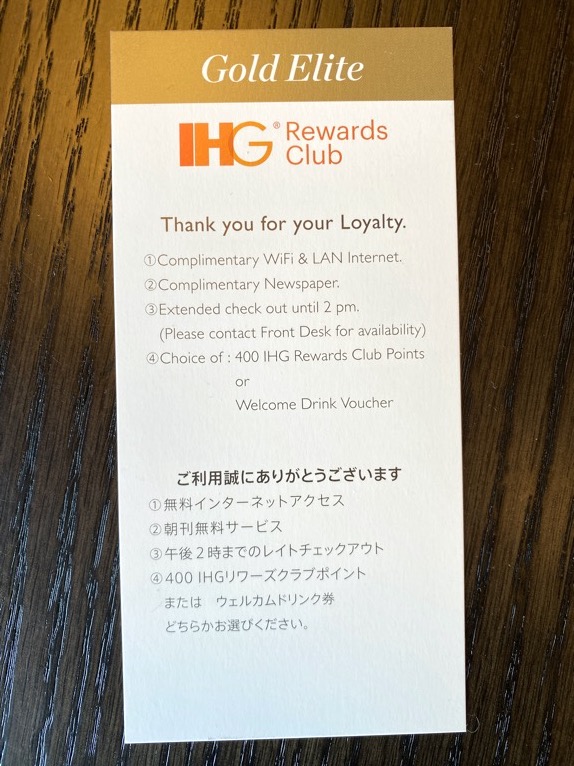 Gold Elite
IHG® Rewards
Club
Thank you for your Loyalty.
①Complimentary WiFi & LAN Internet.
②Complimentary Newspaper.
③Extended check out until 2 pm.
(Please contact Front Desk for availability)
④Choice of : 400 IHG Rewards Club Points
or
Welcome Drink Voucher
ご利用誠にありがとうございます
①無料インターネットアクセス
②朝刊無料サービス
③午後２時までのレイトチェックアウト
④400 IHGリワーズクラブポイント
または　ウェルカムドリンク券
どちらかお選びください。